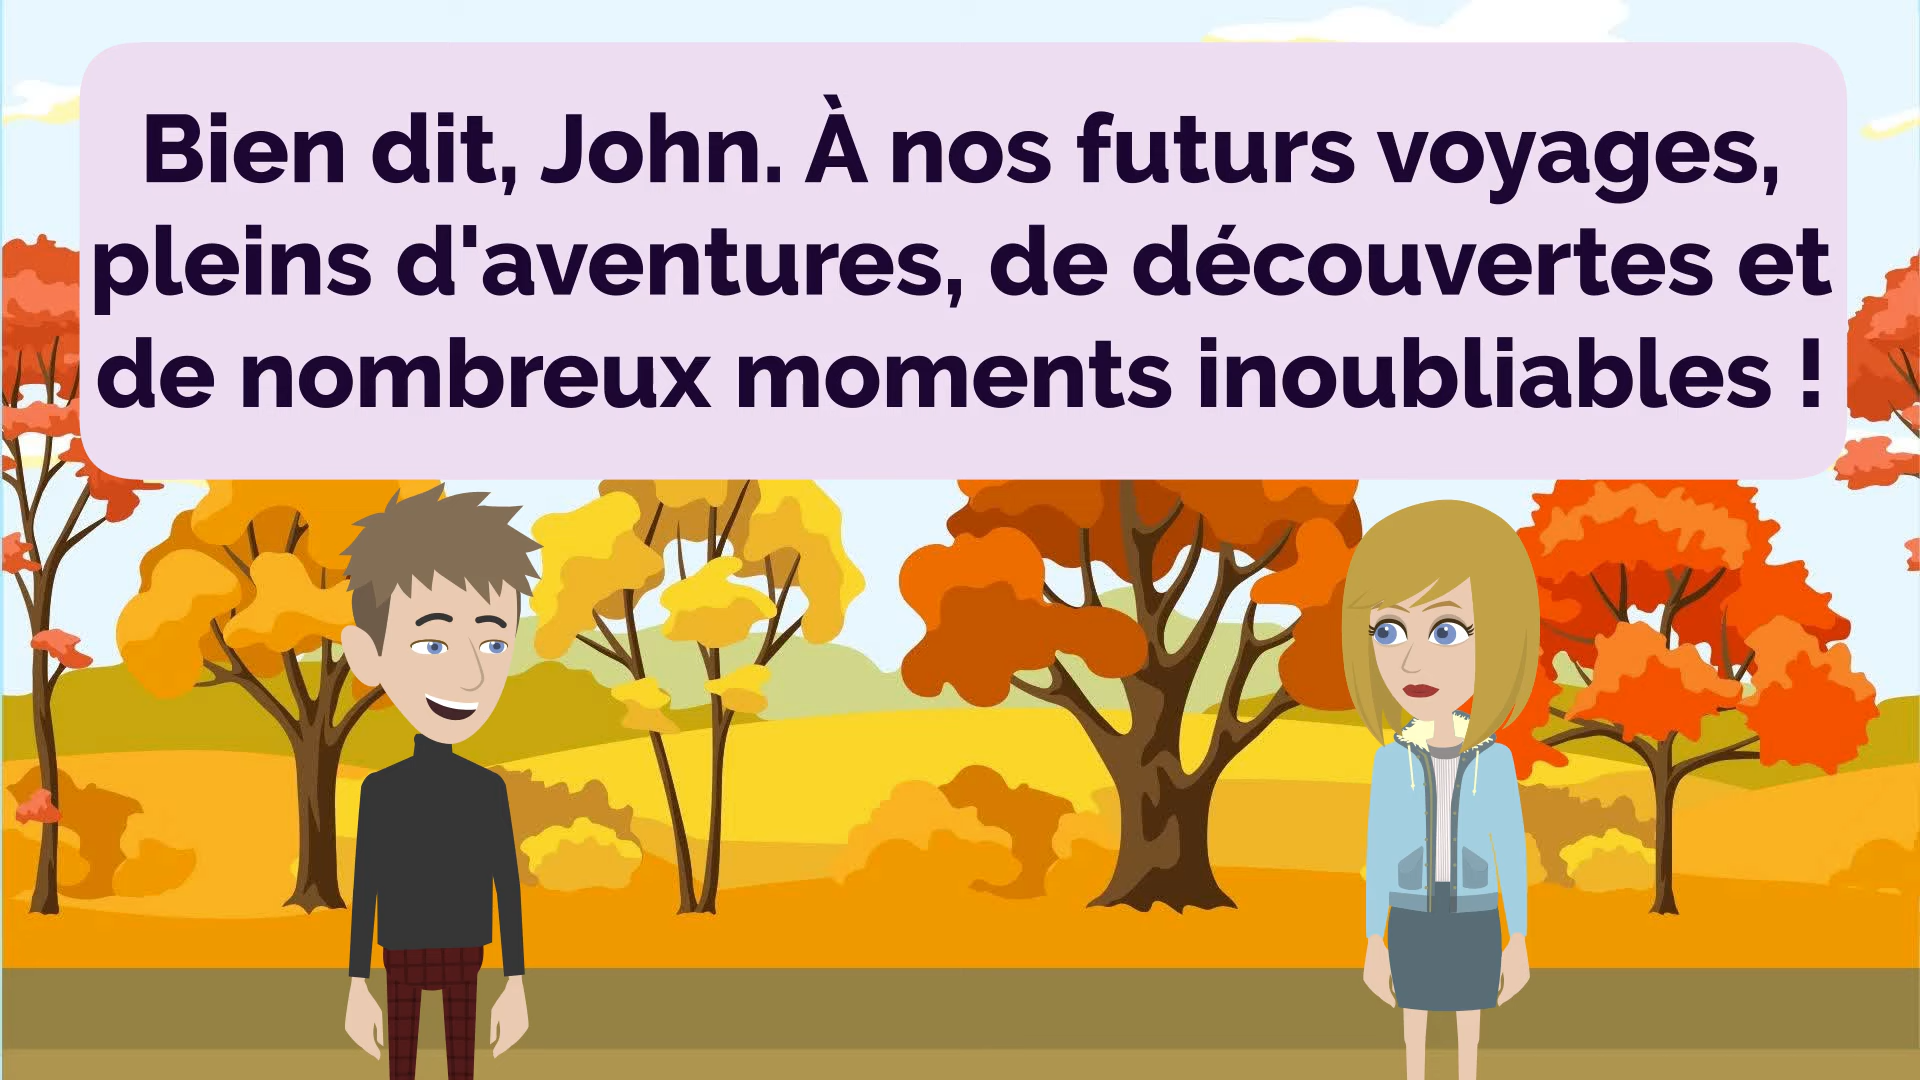 Bien dit, John. À nos futurs voyages,
pleins d'aventures, de découvertes et
de nombreux moments inoubliables !